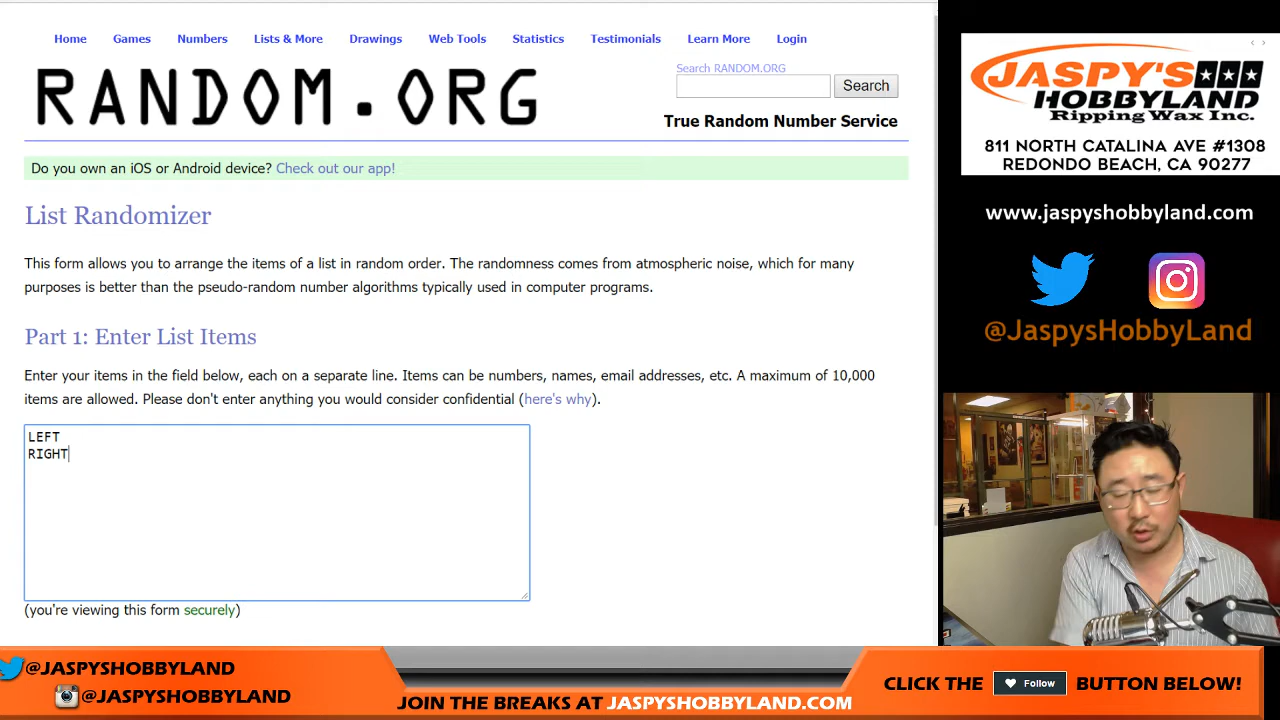 Home Games Numbers Lists & More Drawings Web Tools Statistics Testimonials Learn More Login
RANDOM.ORG
Search RANDOM.ORG
Search
True Random Number Service
Do you own an iOS or Android device? Check out our app!
List Randomizer
This form allows you to arrange the items of a list in random order. The randomness comes from atmospheric noise, which for many
purposes is better than the pseudo-random number algorithms typically used in computer programs.
Part 1: Enter List Items
Enter your items in the field below, each on a separate line. Items can be numbers, names, email addresses, etc. A maximum of 10,000
items are allowed. Please don't enter anything you would consider confidential (here's why).
LEFT
RIGHT
(you're viewing this form securely)
JASPY'S
HOBBYLAND
Ripping Wax Inc.
811 NORTH CATALINA AVE #1308
REDONDO BEACH, CA 90277
www.jaspyshobbyland.com
@JaspysHobbyLand
@JASPYSHOBBYLAND
@JASPYSHOBBYLAND
JOIN THE BREAKS AT JASPYSHOBBYLAND.COM
CLICK THE Follow BUTTON BELOW!